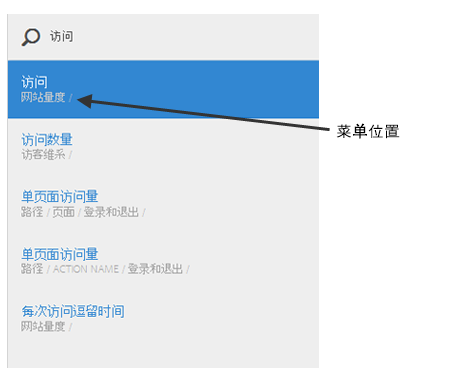 访问
访问
网站量度 /
菜单位置
访问数量
访客维系 /
单页面访问量
路径 / 页面 / 登录和退出 /
单页面访问量
路径 / ACTION NAME / 登录和退出 /
每次访问逗留时间
网站量度 /